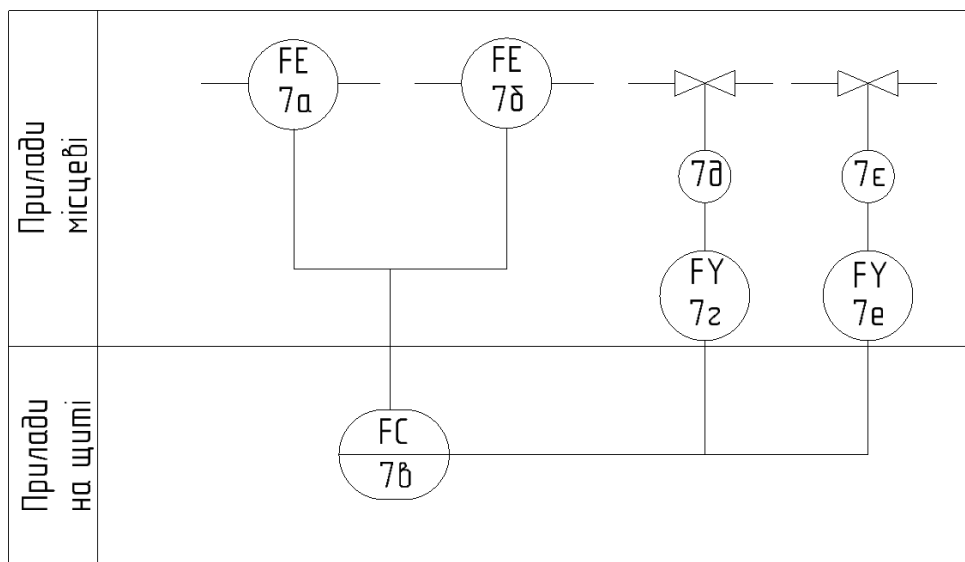 Прилади
місцеві
FE
7а
FE
7б
7д
7є
FY
7г
FY
7е
Прилади
на щиті
FC
7в